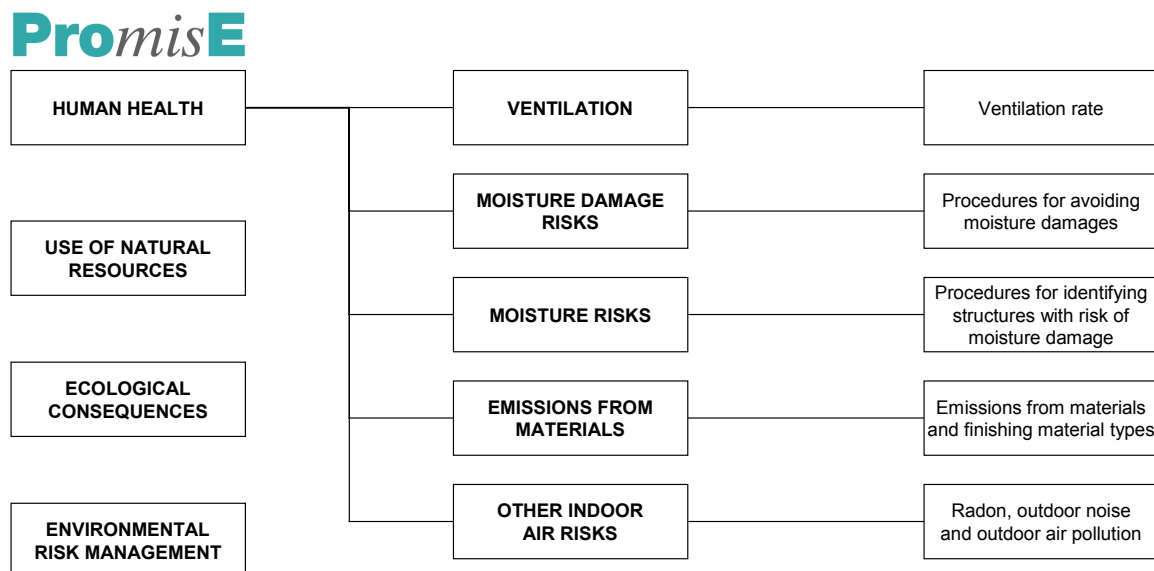 PromisE
HUMAN HEALTH
VENTILATION
Ventilation rate
MOISTURE DAMAGE
RISKS
Procedures for avoiding
moisture damages
USE OF NATURAL
RESOURCES
MOISTURE RISKS
Procedures for identifying
structures with risk of
moisture damage
ECOLOGICAL
CONSEQUENCES
EMISSIONS FROM
MATERIALS
Emissions from materials
and finishing material types
ENVIRONMENTAL
RISK MANAGEMENT
OTHER INDOOR
AIR RISKS
Radon, outdoor noise
and outdoor air pollution